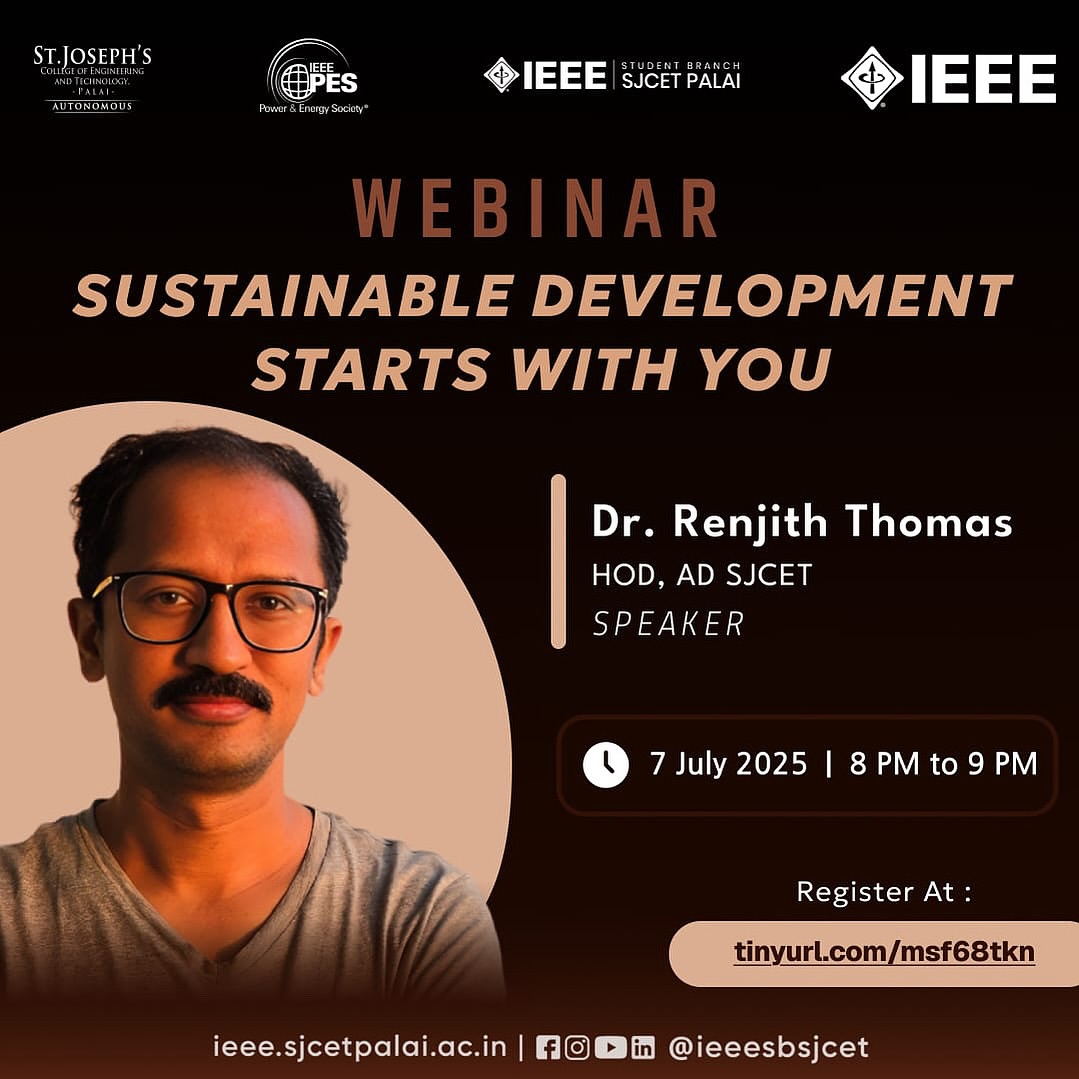 ST.JOSEPH'S
COLLEGE OF ENGINEERING
AND TECHNOLOGY,
· PALAI ·
AUTONOMOUS
IEEE
PES
Power & Energy Society®
IEEE
STUDENT BRANCH
SJCET PALAI
IEEE
WEBINAR
SUSTAINABLE DEVELOPMENT
STARTS WITH YOU
Dr. Renjith Thomas
HOD, AD SJCET
SPEAKER
7 July 2025 | 8 PM to 9 PM
Register At :
tinyurl.com/msf68tkn
ieee.sjcetpalai.ac.in | @ieeesbsjcet